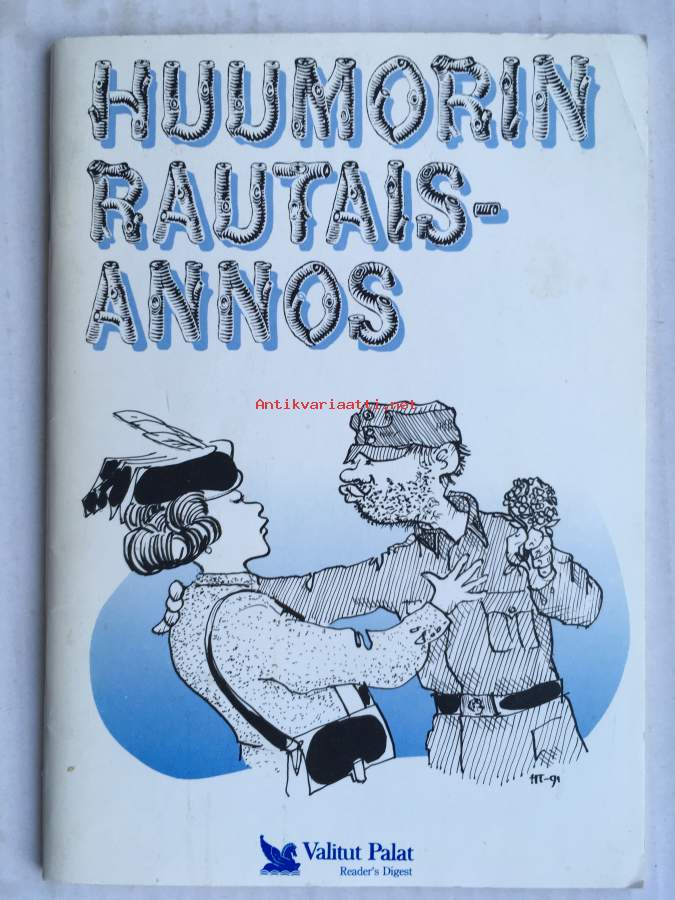 HUUMORIN
RAUTAIS-
ANNOS
Antikvariaatti.net
HT-91
Valitut Palat
Reader's Digest